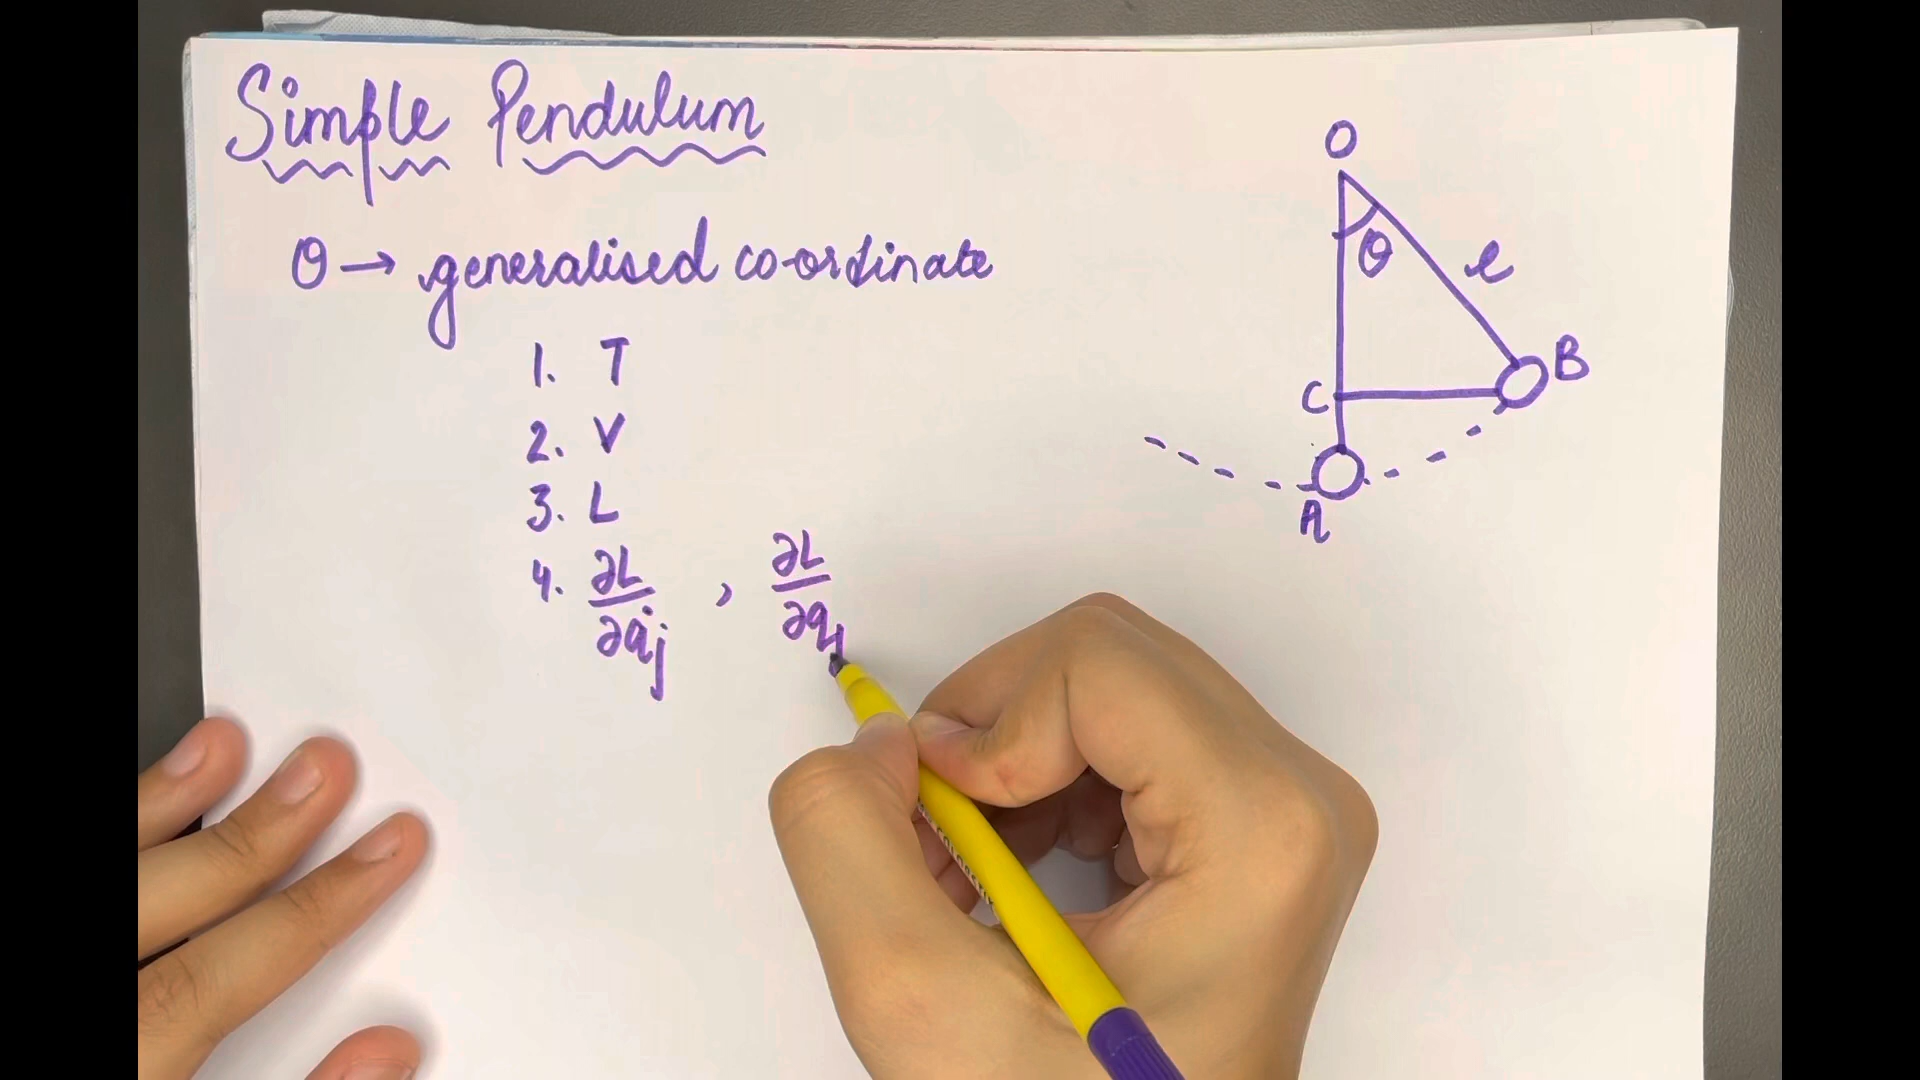 Simple Pendulum
θ → generalised co-ordinate
1. T
2. V
3. L
4. ∂L/∂q̇j , ∂L/∂qj
O
θ
l
C
B
A